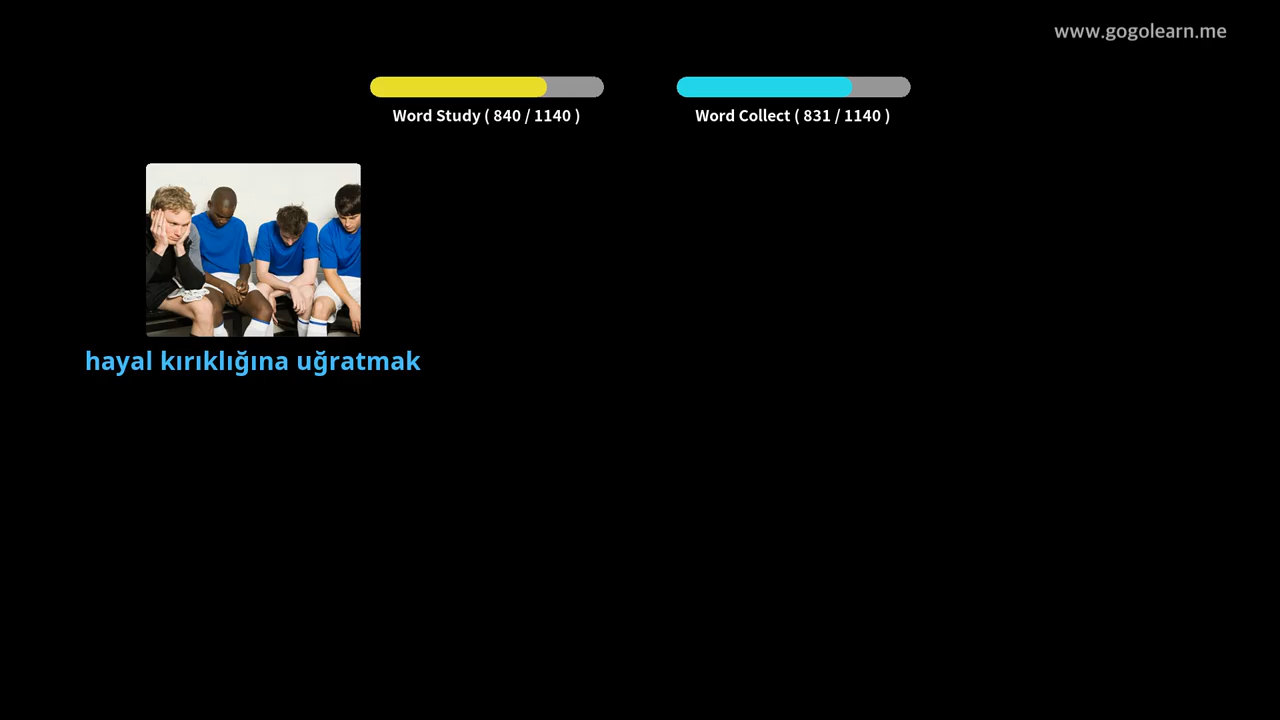 www.gogolearn.me
Word Study ( 840 / 1140 )
Word Collect ( 831 / 1140 )
hayal kırıklığına uğratmak